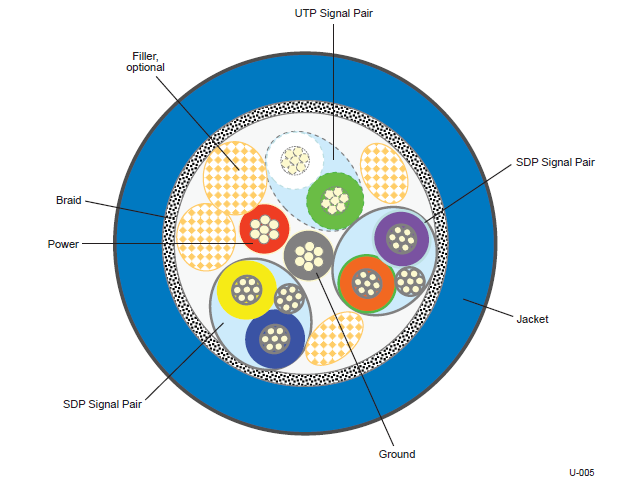 UTP Signal Pair
Filler,
optional
SDP Signal Pair
Braid
Power
Jacket
SDP Signal Pair
Ground
U-005